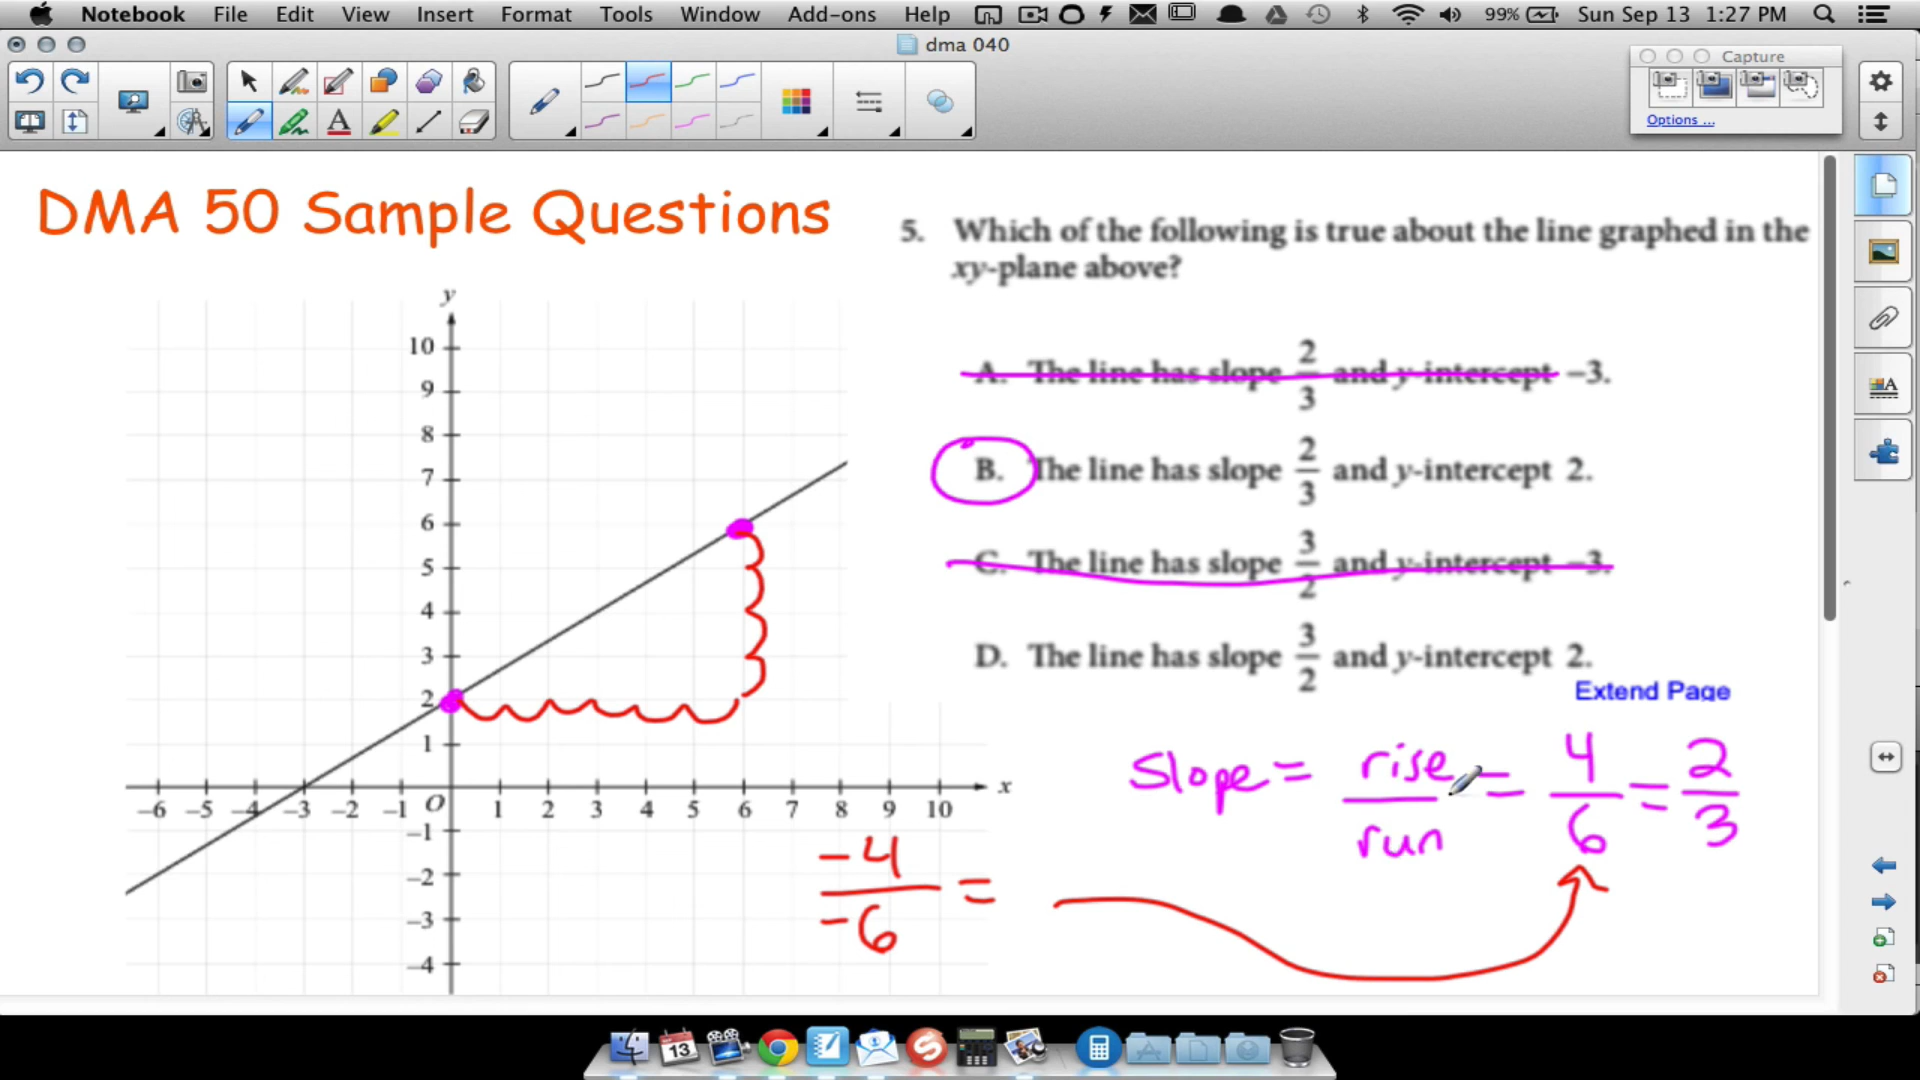 Notebook File Edit View Insert Format Tools Window Add-ons Help 99% Sun Sep 13 1:27 PM
dma 040
Capture
Options ...
DMA 50 Sample Questions
5. Which of the following is true about the line graphed in the
xy-plane above?
A. The line has slope 2/3 and y-intercept −3.
B. The line has slope 2/3 and y-intercept 2.
C. The line has slope 3/2 and y-intercept −3.
D. The line has slope 3/2 and y-intercept 2.
Extend Page
y
10
9
8
7
6
5
4
3
2
1
−6 −5 −4 −3 −2 −1 O 1 2 3 4 5 6 7 8 9 10 x
−1
−2
−3
−4
Slope = rise/run = 4/6 = 2/3
−4/−6 =
13